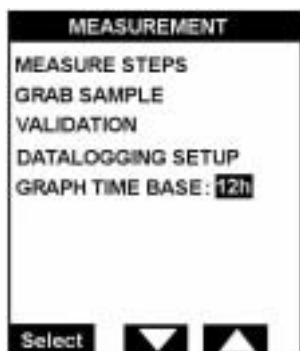 MEASUREMENT
MEASURE STEPS
GRAB SAMPLE
VALIDATION
DATALOGGING SETUP
GRAPH TIME BASE: 12h
Select